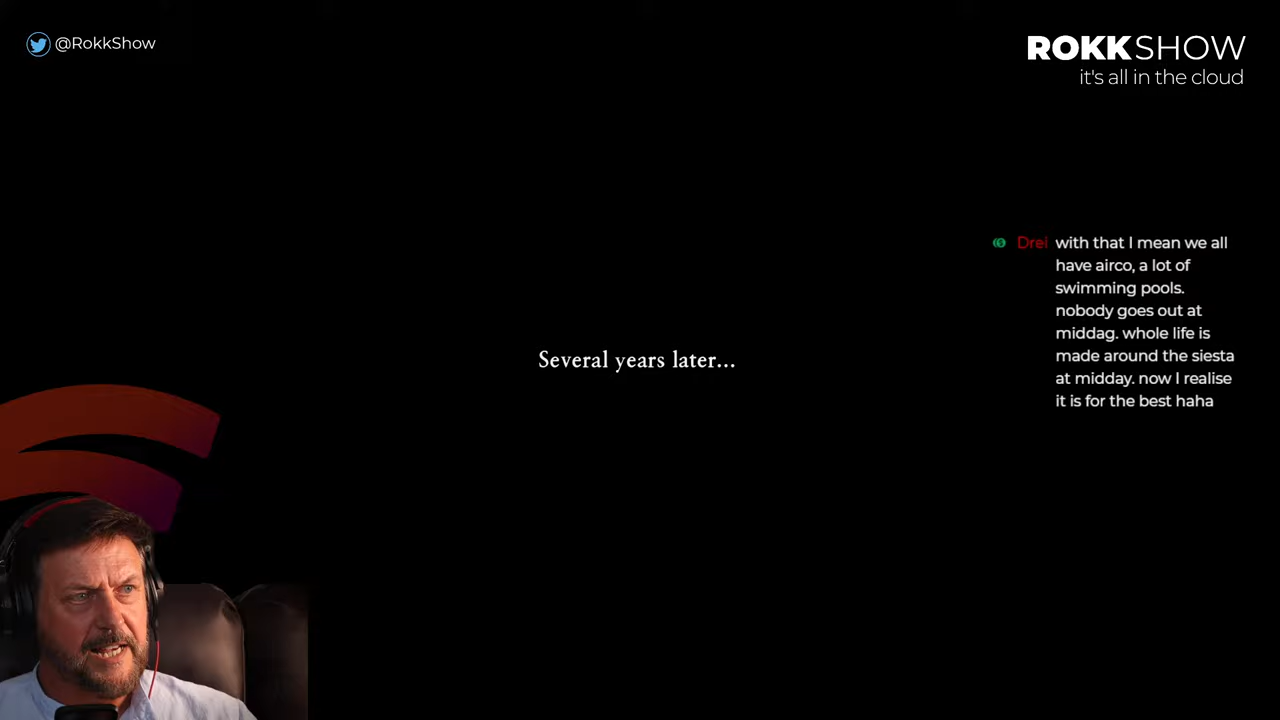 @RokkShow
ROKKSHOW
it's all in the cloud
Drei with that I mean we all
have airco, a lot of
swimming pools.
nobody goes out at
middag. whole life is
made around the siesta
at midday. now I realise
it is for the best haha
Several years later...